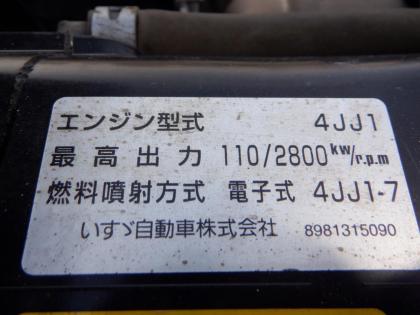 エンジン型式 4JJ1
最高出力 110/2800kw/r.p.m
燃料噴射方式 電子式 4JJ1-7
いすゞ自動車株式会社 8981315090